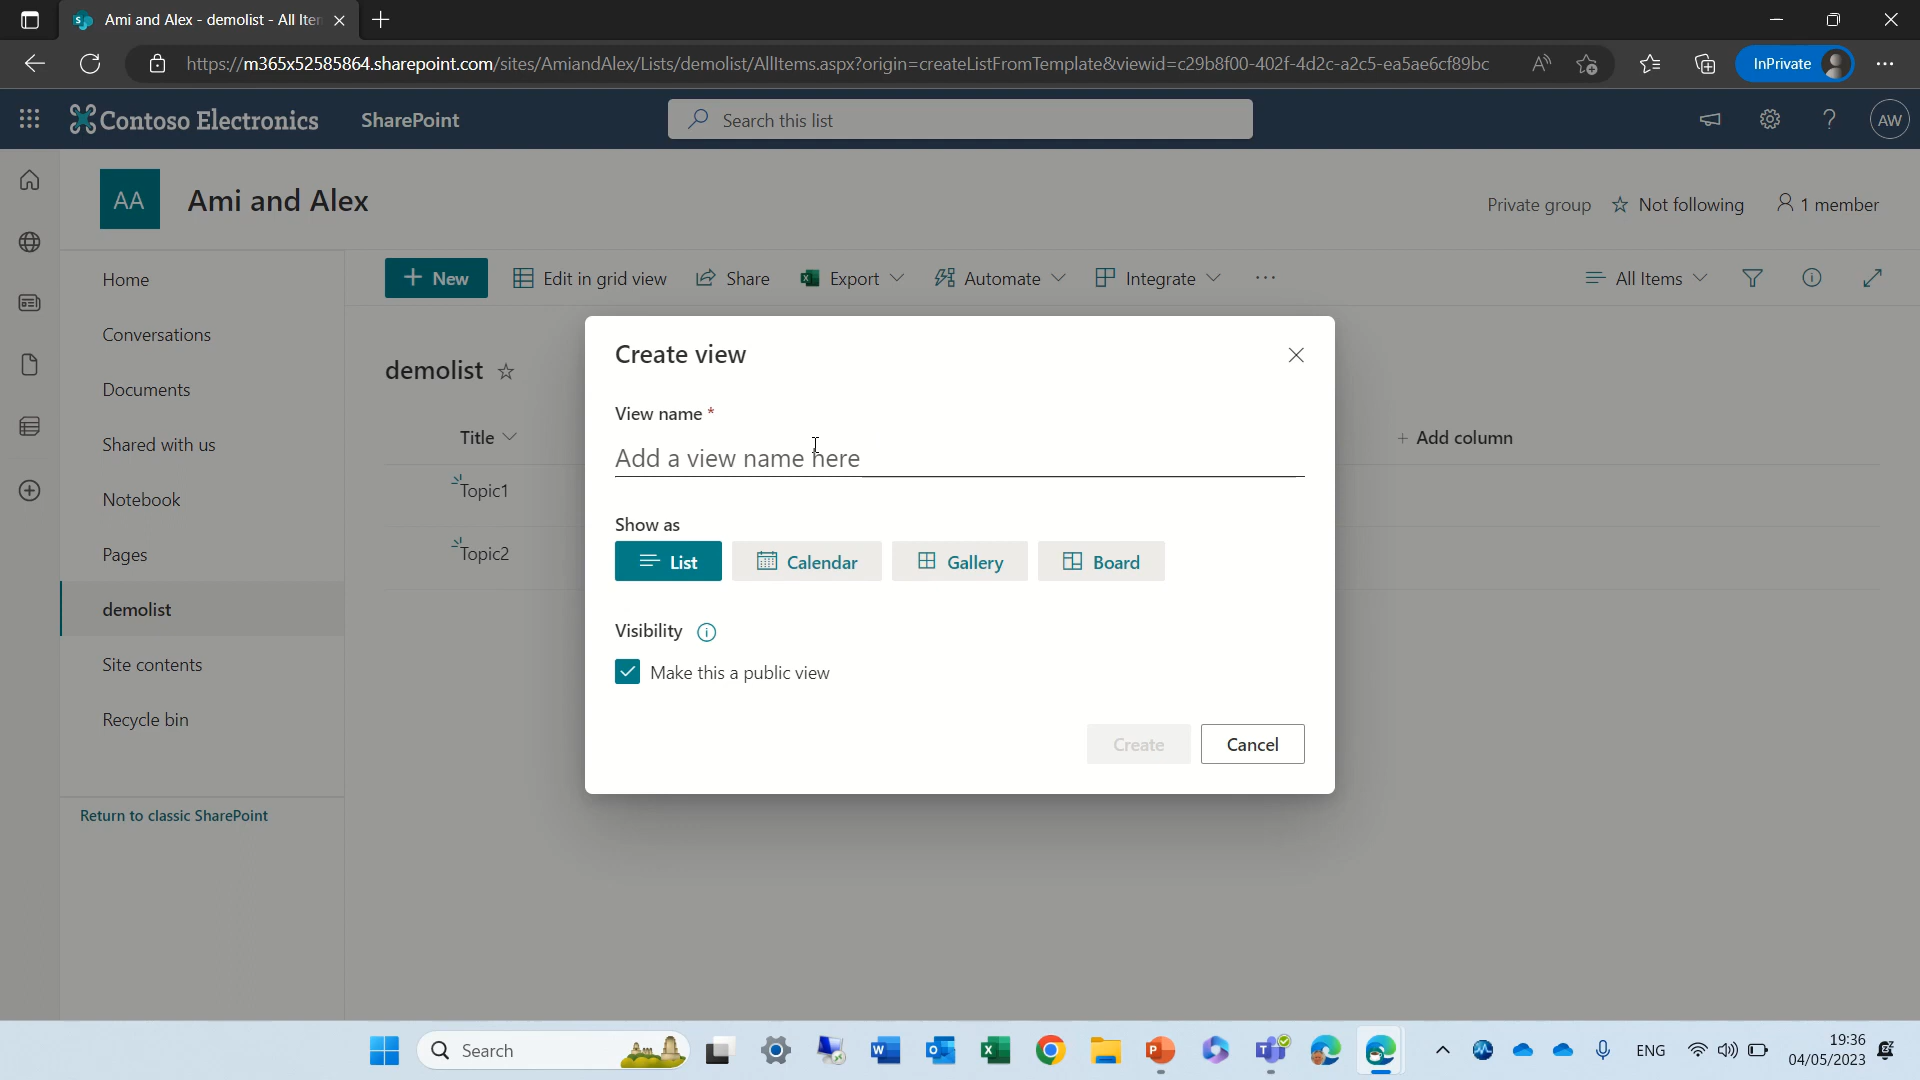 Ami and Alex - demolist - All Iter
https://m365x52585864.sharepoint.com/sites/AmiandAlex/Lists/demolist/AllItems.aspx?origin=createListFromTemplate&viewid=c29b8f00-402f-4d2c-a2c5-ea5ae6cf89bc
InPrivate
Contoso Electronics
SharePoint
Search this list
AW
AA
Ami and Alex
Private group
Not following
1 member
Home
Conversations
Documents
Shared with us
Notebook
Pages
demolist
Site contents
Recycle bin
Return to classic SharePoint
+ New
Edit in grid view
Share
Export
Automate
Integrate
...
All Items
demolist
Title
+ Add column
Topic1
Topic2
Create view
View name *
Add a view name here
Show as
List
Calendar
Gallery
Board
Visibility
Make this a public view
Create
Cancel
Search
ENG
19:36
04/05/2023